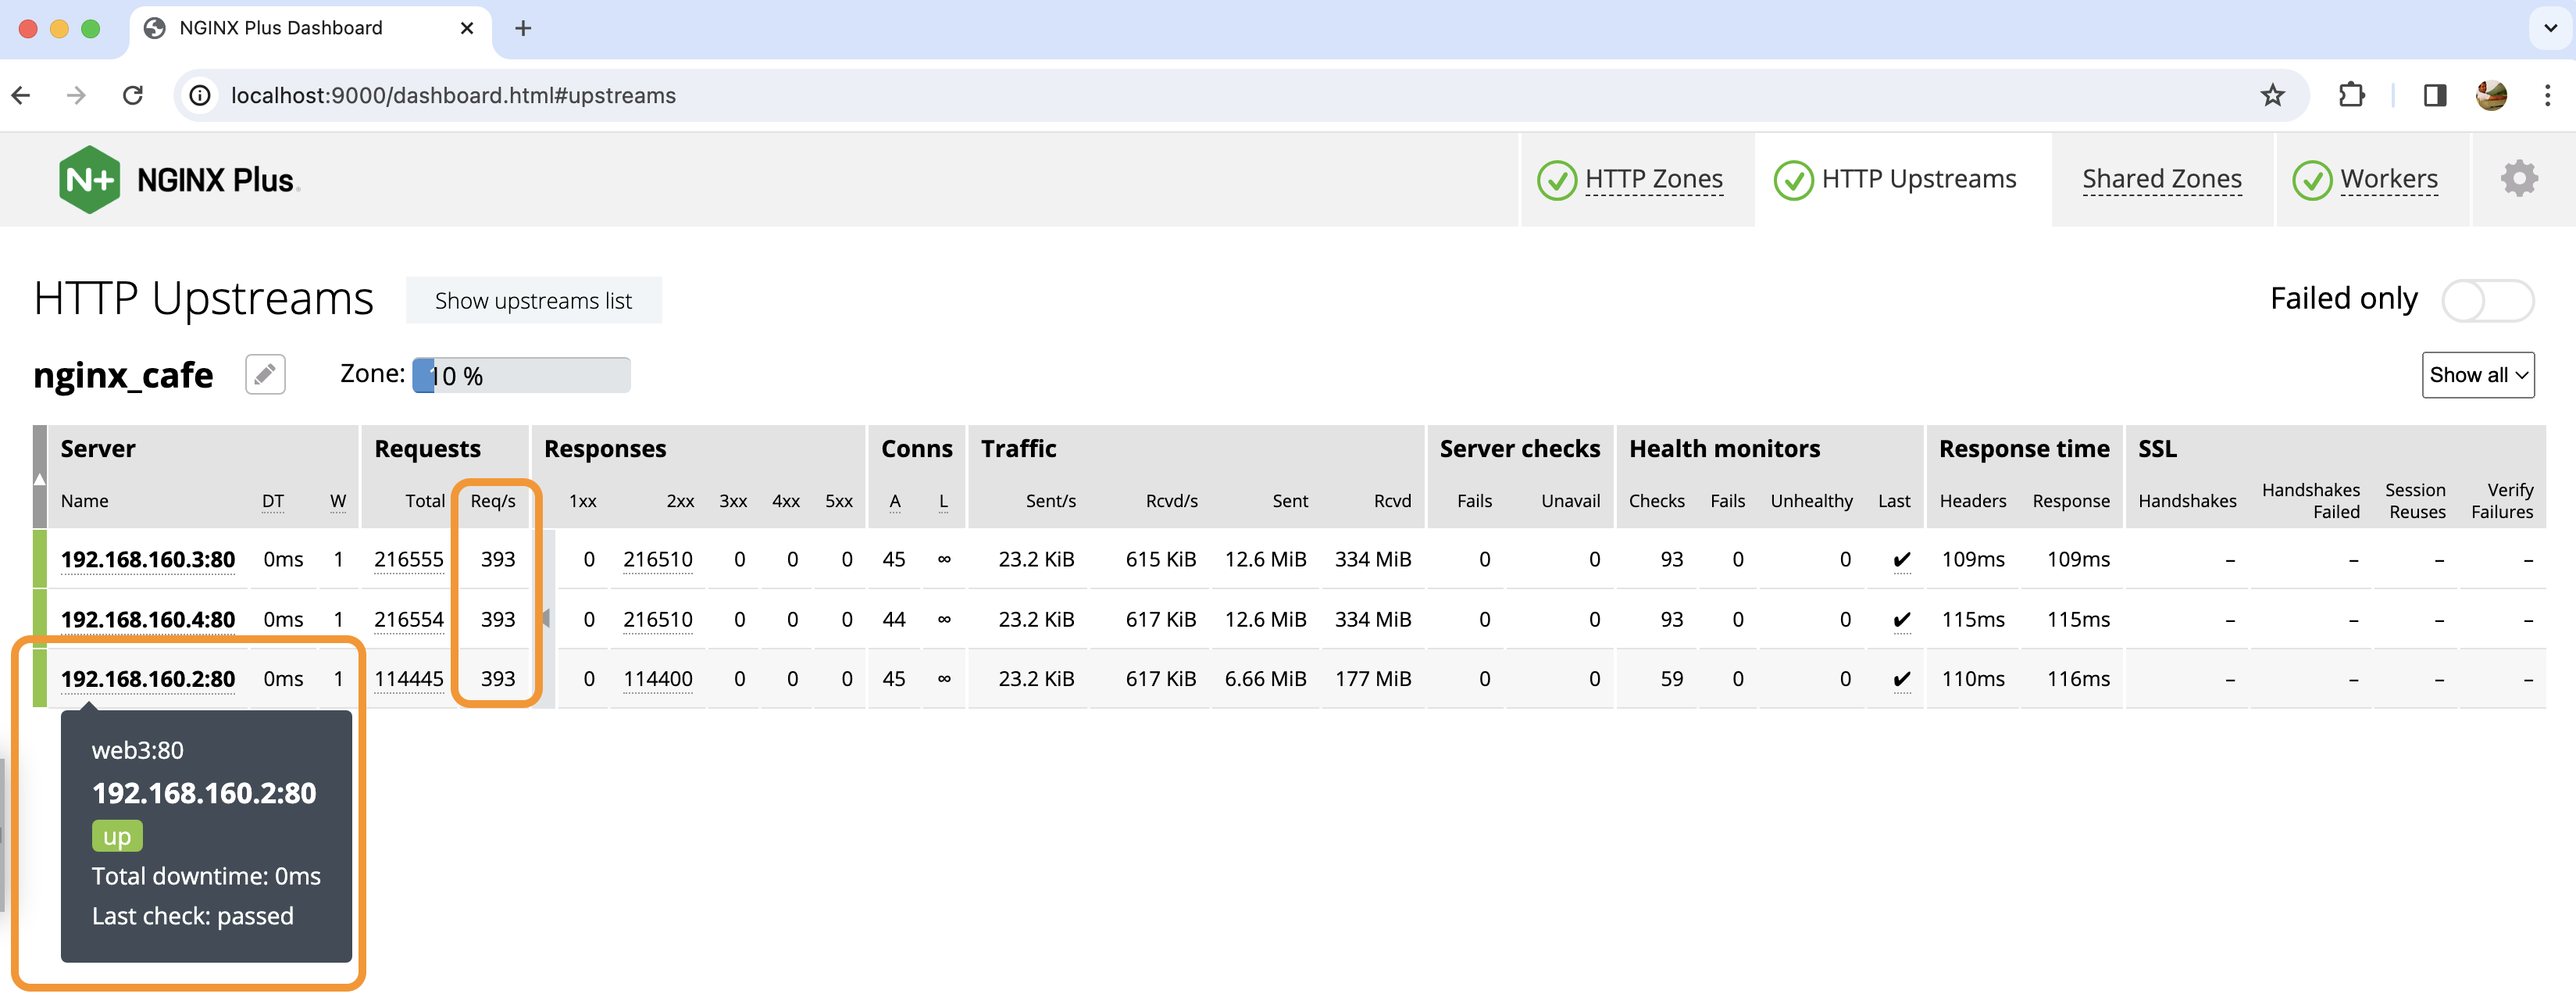 NGINX Plus Dashboard
localhost:9000/dashboard.html#upstreams
N+ NGINX Plus HTTP Zones HTTP Upstreams Shared Zones Workers
HTTP Upstreams Show upstreams list Failed only
nginx_cafe Zone: 10 % Show all
Server Requests Responses Conns Traffic Server checks Health monitors Response time SSL
Name DT W Total Req/s 1xx 2xx 3xx 4xx 5xx A L Sent/s Rcvd/s Sent Rcvd Fails Unavail Checks Fails Unhealthy Last Headers Response Handshakes Handshakes Failed Session Reuses Verify Failures
192.168.160.3:80 0ms 1 216555 393 0 216510 0 0 0 45 ∞ 23.2 KiB 615 KiB 12.6 MiB 334 MiB 0 0 93 0 0 ✔ 109ms 109ms – – – –
192.168.160.4:80 0ms 1 216554 393 0 216510 0 0 0 44 ∞ 23.2 KiB 617 KiB 12.6 MiB 334 MiB 0 0 93 0 0 ✔ 115ms 115ms – – – –
192.168.160.2:80 0ms 1 114445 393 0 114400 0 0 0 45 ∞ 23.2 KiB 617 KiB 6.66 MiB 177 MiB 0 0 59 0 0 ✔ 110ms 116ms – – – –
web3:80
192.168.160.2:80
up
Total downtime: 0ms
Last check: passed